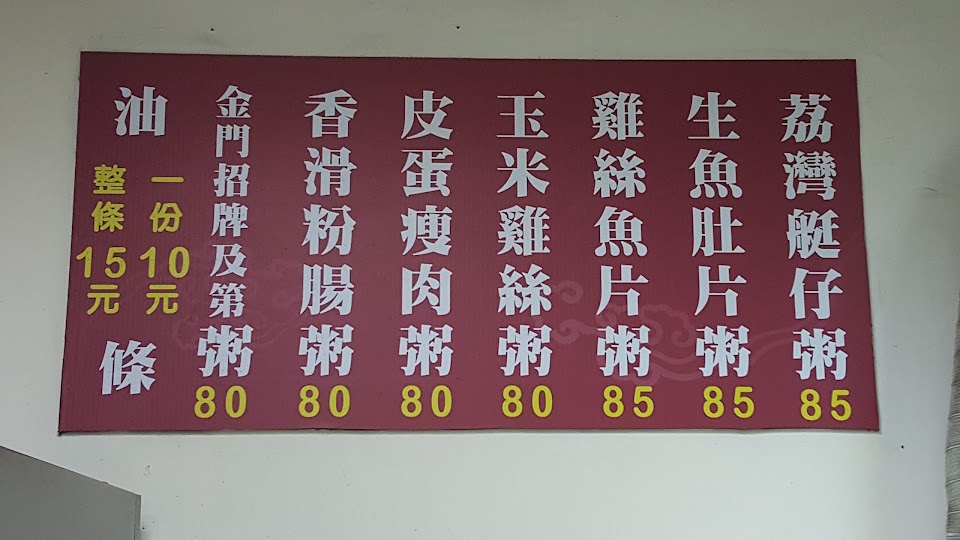 荔灣艇仔粥
85
生魚肚片粥
85
雞絲魚片粥
85
玉米雞絲粥
80
皮蛋瘦肉粥
80
香滑粉腸粥
80
金門招牌及第粥
80
油條
一份10元
整條15元